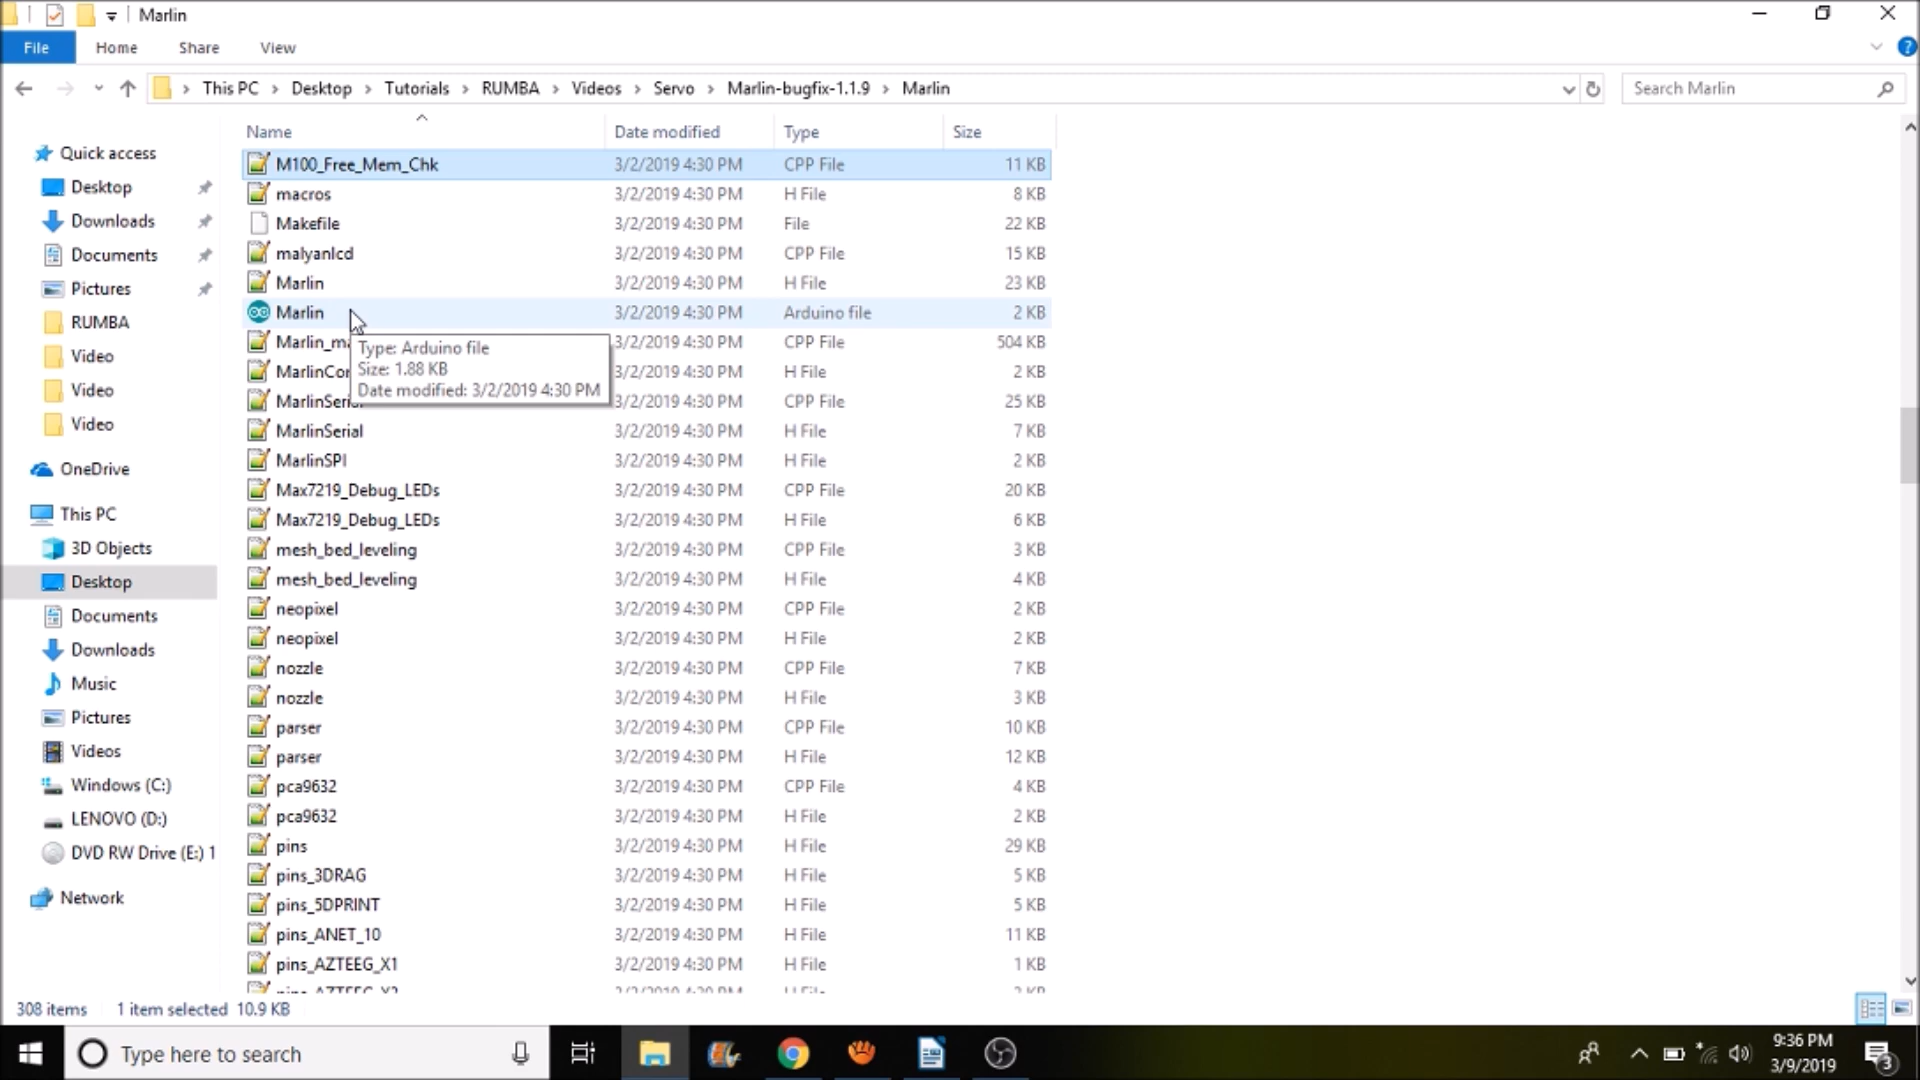 Marlin
File Home Share View
This PC Desktop Tutorials RUMBA Videos Servo Marlin-bugfix-1.1.9 Marlin
Search Marlin
Name Date modified Type Size
Quick access
Desktop
Downloads
Documents
Pictures
RUMBA
Video
Video
Video
OneDrive
This PC
3D Objects
Desktop
Documents
Downloads
Music
Pictures
Videos
Windows (C:)
LENOVO (D:)
DVD RW Drive (E:) 1
Network
M100_Free_Mem_Chk 3/2/2019 4:30 PM CPP File 11 KB
macros 3/2/2019 4:30 PM H File 8 KB
Makefile 3/2/2019 4:30 PM File 22 KB
malyanlcd 3/2/2019 4:30 PM CPP File 15 KB
Marlin 3/2/2019 4:30 PM H File 23 KB
Marlin 3/2/2019 4:30 PM Arduino file 2 KB
Marlin_ma 3/2/2019 4:30 PM CPP File 504 KB
MarlinCor 3/2/2019 4:30 PM H File 2 KB
MarlinSerial 3/2/2019 4:30 PM CPP File 25 KB
Type: Arduino file
Size: 1.88 KB
Date modified: 3/2/2019 4:30 PM
MarlinSerial 3/2/2019 4:30 PM H File 7 KB
MarlinSPI 3/2/2019 4:30 PM H File 2 KB
Max7219_Debug_LEDs 3/2/2019 4:30 PM CPP File 20 KB
Max7219_Debug_LEDs 3/2/2019 4:30 PM H File 6 KB
mesh_bed_leveling 3/2/2019 4:30 PM CPP File 3 KB
mesh_bed_leveling 3/2/2019 4:30 PM H File 4 KB
neopixel 3/2/2019 4:30 PM CPP File 2 KB
neopixel 3/2/2019 4:30 PM H File 2 KB
nozzle 3/2/2019 4:30 PM CPP File 7 KB
nozzle 3/2/2019 4:30 PM H File 3 KB
parser 3/2/2019 4:30 PM CPP File 10 KB
parser 3/2/2019 4:30 PM H File 12 KB
pca9632 3/2/2019 4:30 PM CPP File 4 KB
pca9632 3/2/2019 4:30 PM H File 2 KB
pins 3/2/2019 4:30 PM H File 29 KB
pins_3DRAG 3/2/2019 4:30 PM H File 5 KB
pins_5DPRINT 3/2/2019 4:30 PM H File 5 KB
pins_ANET_10 3/2/2019 4:30 PM H File 11 KB
pins_AZTEEG_X1 3/2/2019 4:30 PM H File 1 KB
308 items 1 item selected 10.9 KB
Type here to search
9:36 PM
3/9/2019
3